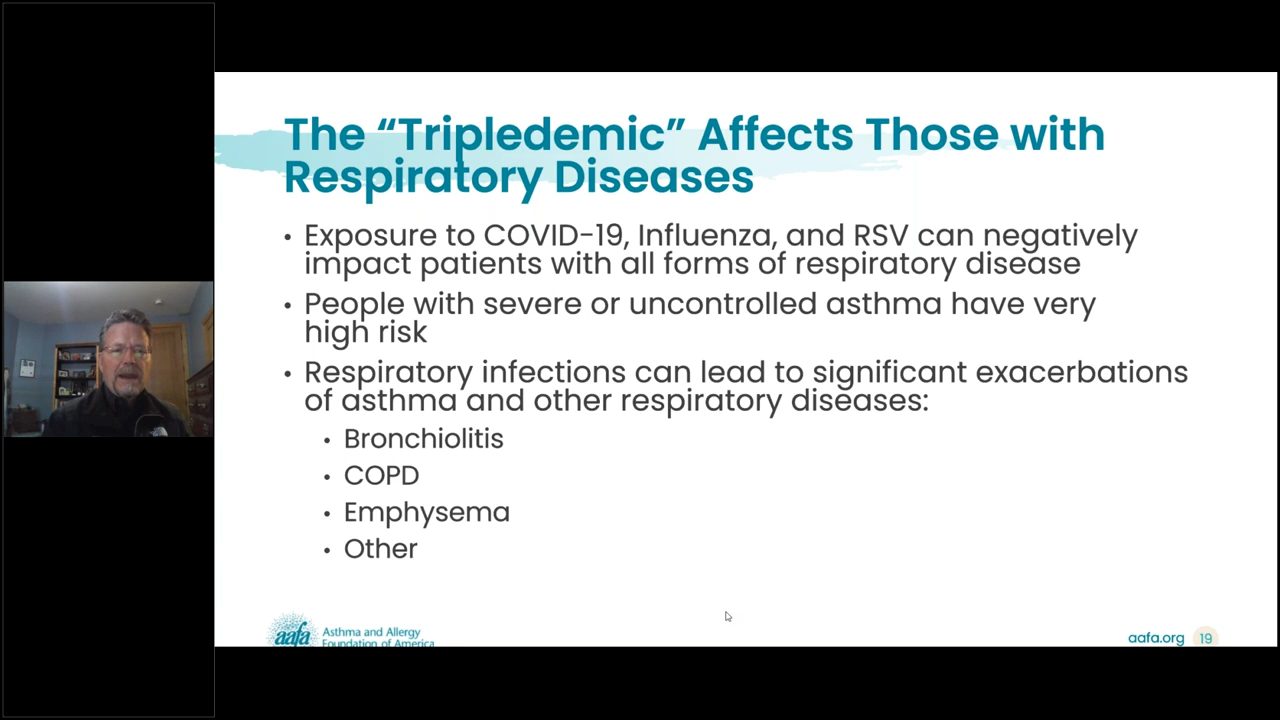 The “Tripledemic” Affects Those with
Respiratory Diseases
• Exposure to COVID-19, Influenza, and RSV can negatively
impact patients with all forms of respiratory disease
• People with severe or uncontrolled asthma have very
high risk
• Respiratory infections can lead to significant exacerbations
of asthma and other respiratory diseases:
• Bronchiolitis
• COPD
• Emphysema
• Other
aafa Asthma and Allergy
Foundation of America
aafa.org 19